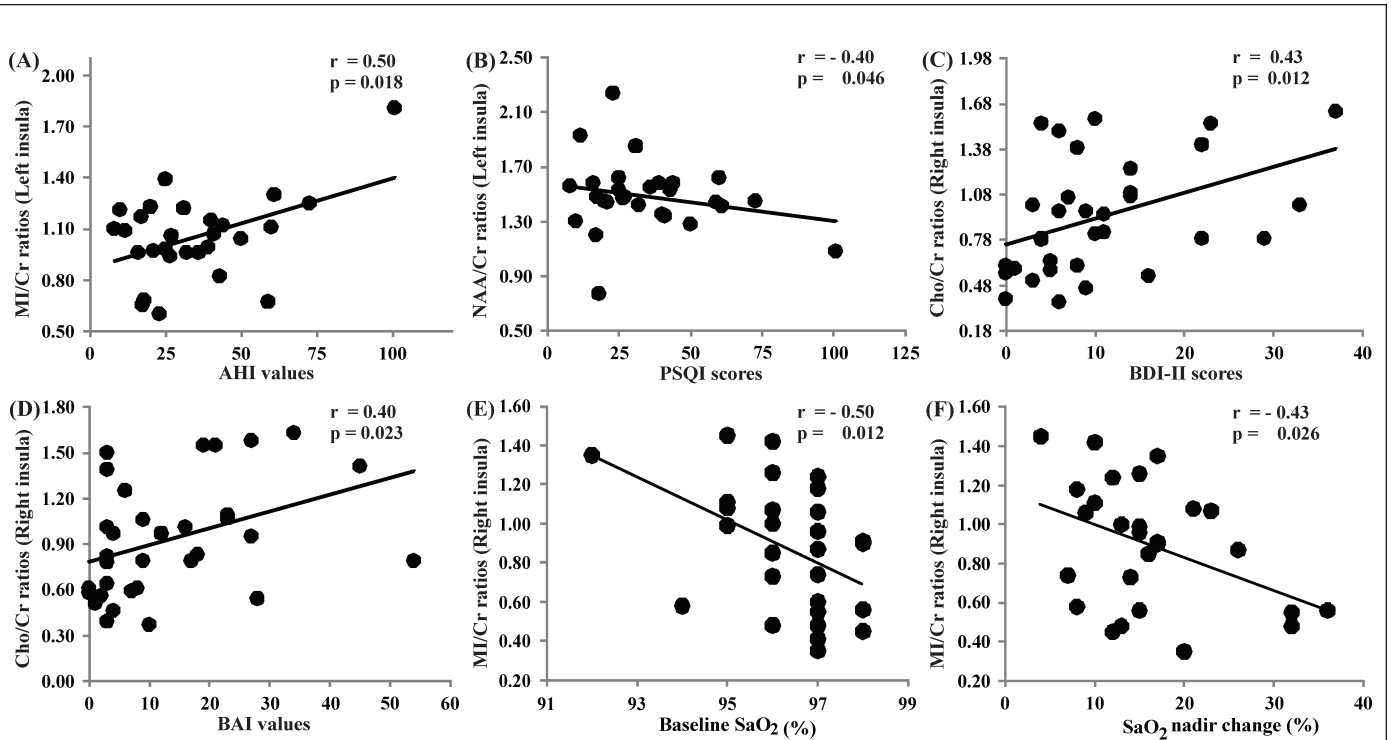 (A)
r = 0.50
p = 0.018
MI/Cr ratios (Left insula)
2.00
1.70
1.40
1.10
0.80
0.50
0 25 50 75 100
AHI values
(B)
r = - 0.40
p = 0.046
NAA/Cr ratios (Left insula)
2.50
2.10
1.70
1.30
0.90
0.50
0 25 50 75 100 125
PSQI scores
(C)
r = 0.43
p = 0.012
Cho/Cr ratios (Right insula)
1.98
1.68
1.38
1.08
0.78
0.48
0.18
0 10 20 30 40
BDI-II scores
(D)
r = 0.40
p = 0.023
Cho/Cr ratios (Right insula)
1.80
1.50
1.20
0.90
0.60
0.30
0.00
0 10 20 30 40 50 60
BAI values
(E)
r = - 0.50
p = 0.012
MI/Cr ratios (Right insula)
1.60
1.40
1.20
1.00
0.80
0.60
0.40
0.20
91 93 95 97 99
Baseline SaO₂ (%)
(F)
r = - 0.43
p = 0.026
MI/Cr ratios (Right insula)
1.60
1.40
1.20
1.00
0.80
0.60
0.40
0.20
0 10 20 30 40
SaO₂ nadir change (%)